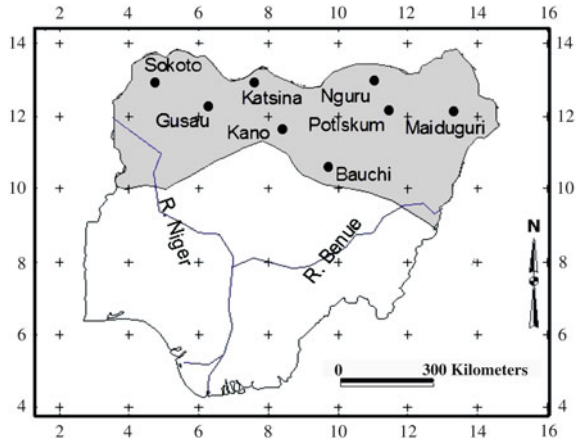 2 4 6 8 10 12 14 16
14 14
Sokoto
Katsina
Nguru
Gusau
Potiskum
Maiduguri
12 12
Kano
Bauchi
10 10
R. Niger
R. Benue
N
8 8
6 6
0 300 Kilometers
4 4
2 4 6 8 10 12 14 16